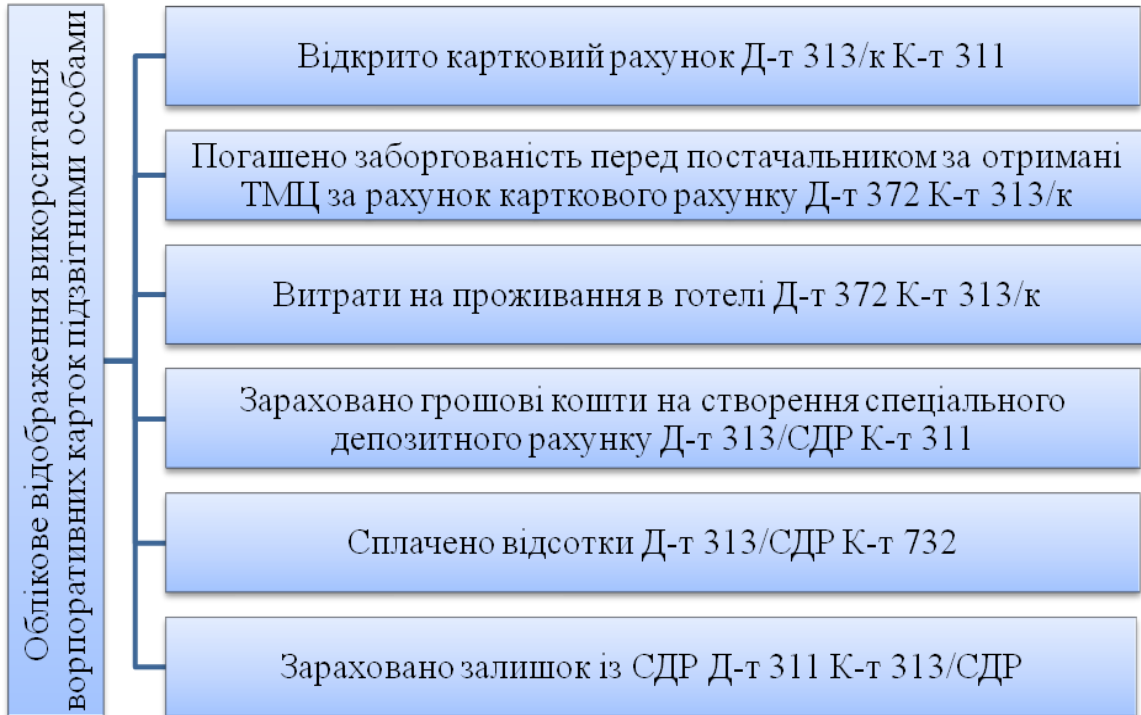 Облікове відображення використання
ворпоративних карток підзвітними особами
Відкрито картковий рахунок Д-т 313/к К-т 311
Погашено заборгованість перед постачальником за отримані
ТМЦ за рахунок карткового рахунку Д-т 372 К-т 313/к
Витрати на проживання в готелі Д-т 372 К-т 313/к
Зараховано грошові кошти на створення спеціального
депозитного рахунку Д-т 313/СДР К-т 311
Сплачено відсотки Д-т 313/СДР К-т 732
Зараховано залишок із СДР Д-т 311 К-т 313/СДР